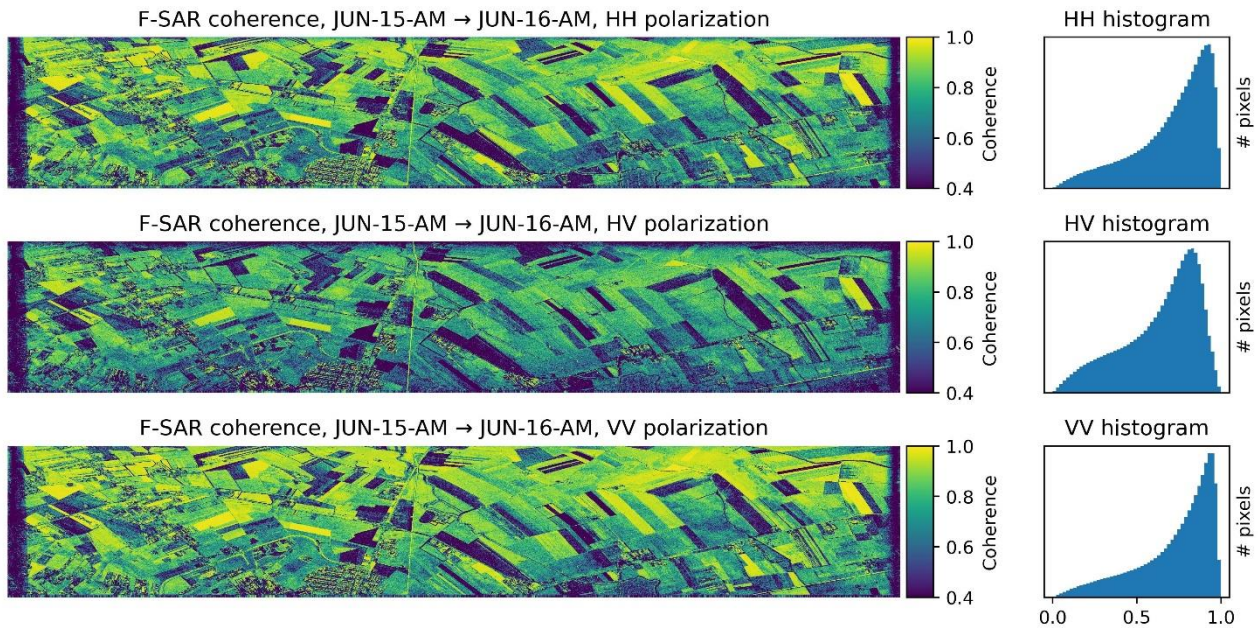 F-SAR coherence, JUN-15-AM → JUN-16-AM, HH polarization
HH histogram
1.0
0.8
0.6
0.4
Coherence
# pixels
F-SAR coherence, JUN-15-AM → JUN-16-AM, HV polarization
HV histogram
1.0
0.8
0.6
0.4
Coherence
# pixels
F-SAR coherence, JUN-15-AM → JUN-16-AM, VV polarization
VV histogram
1.0
0.8
0.6
0.4
Coherence
# pixels
0.0 0.5 1.0